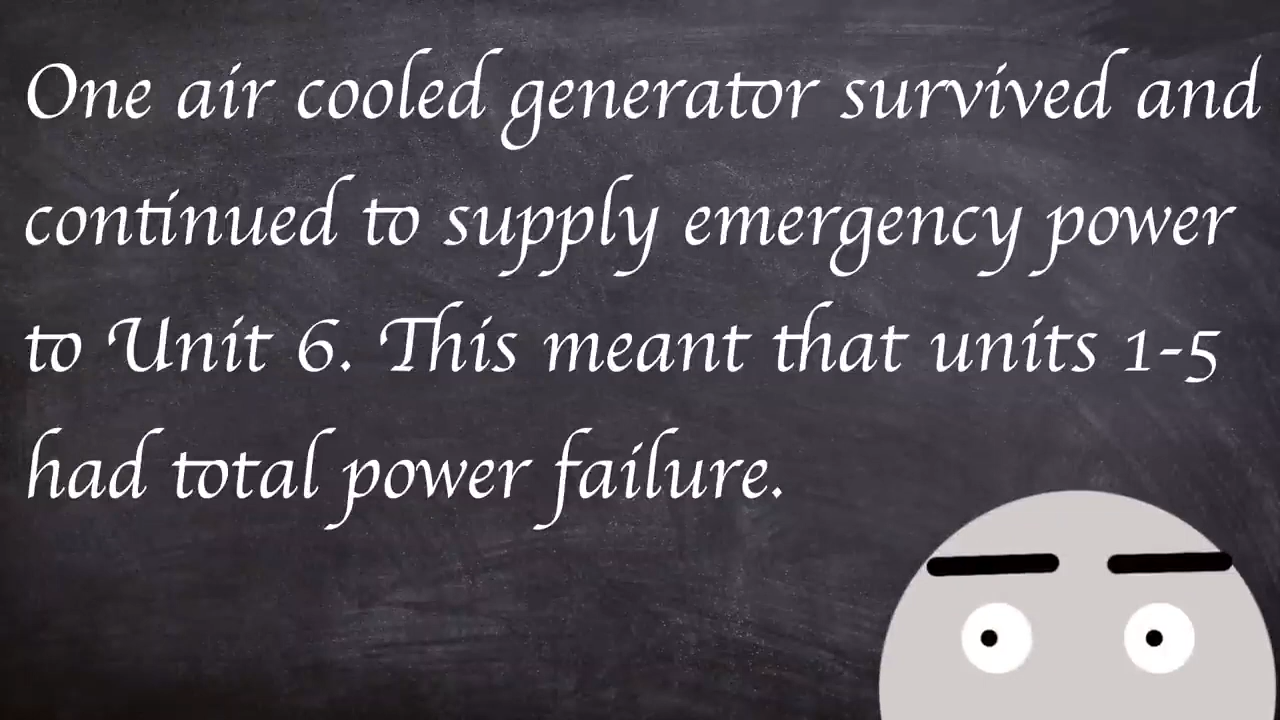 One air cooled generator survived and
continued to supply emergency power
to Unit 6. This meant that units 1-5
had total power failure.